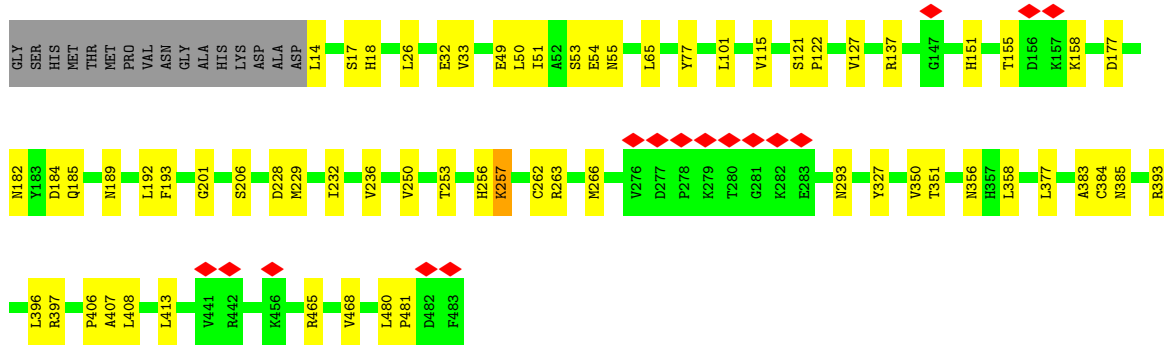 GLY SER HIS MET THR MET PRO VAL ASN GLY ALA HIS LYS ASP ALA ASP L14 S17 H18 L26 E32 V33 E49 L50 I51 A52 S53 E54 N55 L65 Y77 L101 V115 S121 P122 V127 R137 G147 H151 T155 D156 K157 K158 D177
N182 Y183 D184 Q185 N189 L192 F193 G201 S206 D228 M229 I232 V236 V250 T253 H256 K257 C262 R263 M266 V276 D277 P278 K279 T280 G281 K282 E283 N293 Y327 V350 T351 N356 H357 L358 L377 A383 C384 N385 R393
L396 R397 P406 A407 L408 L413 V441 R442 K456 R465 V468 L480 P481 D482 F483